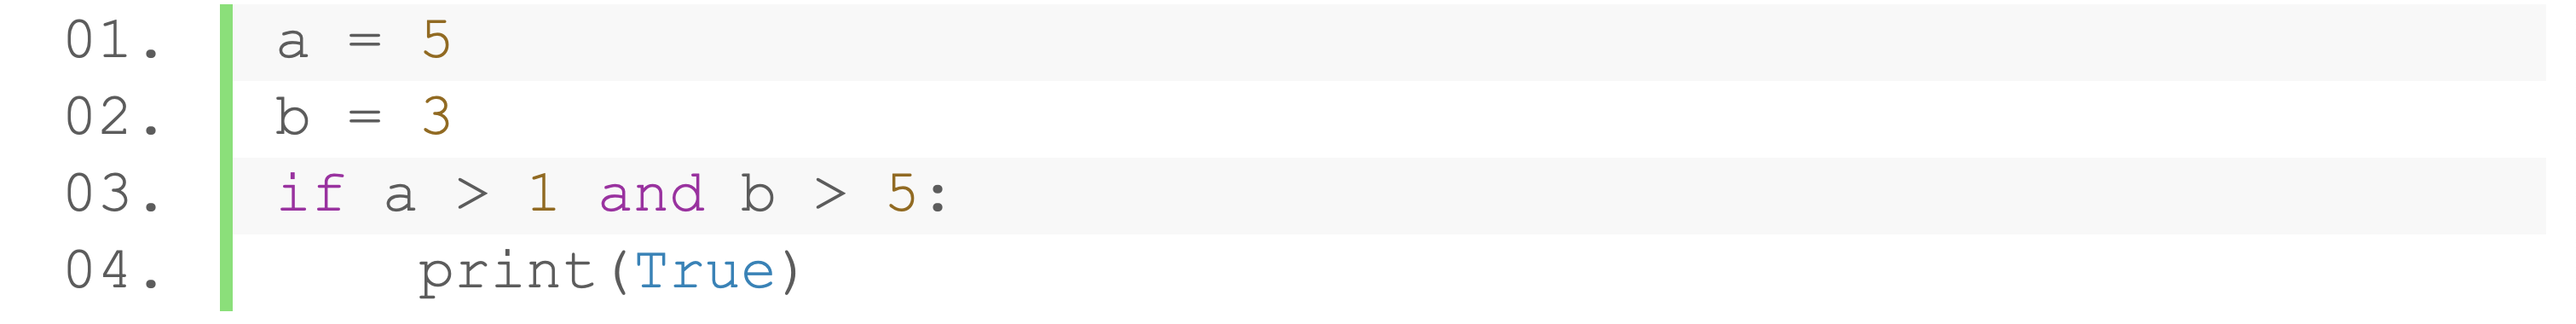 01. a = 5
02. b = 3
03. if a > 1 and b > 5:
04.     print(True)